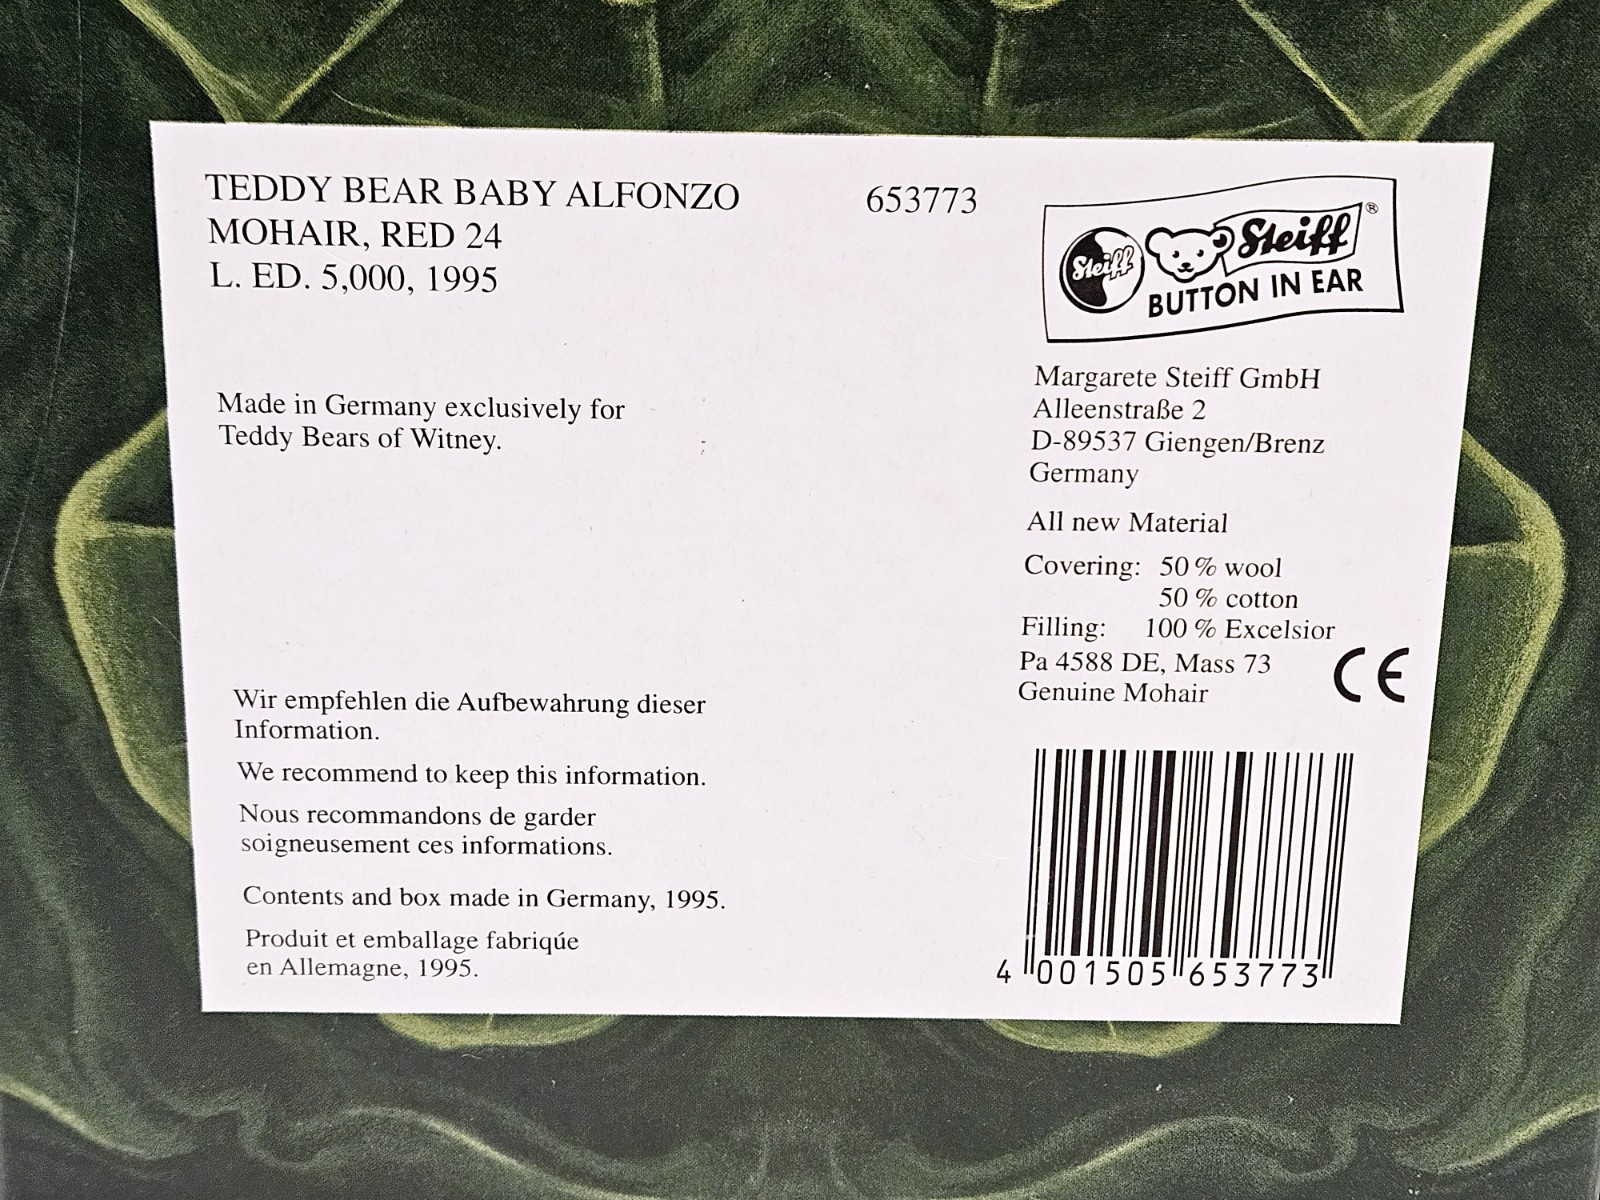 TEDDY BEAR BABY ALFONZO 653773
MOHAIR, RED 24
L. ED. 5,000, 1995
Made in Germany exclusively for
Teddy Bears of Witney.
Wir empfehlen die Aufbewahrung dieser
Information.
We recommend to keep this information.
Nous recommandons de garder
soigneusement ces informations.
Contents and box made in Germany, 1995.
Produit et emballage fabriqúe
en Allemagne, 1995.
Steiff
Steiff ®
BUTTON IN EAR
Margarete Steiff GmbH
Alleenstraße 2
D-89537 Giengen/Brenz
Germany
All new Material
Covering: 50 % wool
50 % cotton
Filling: 100 % Excelsior
Pa 4588 DE, Mass 73
Genuine Mohair
CE
4 001505 653773